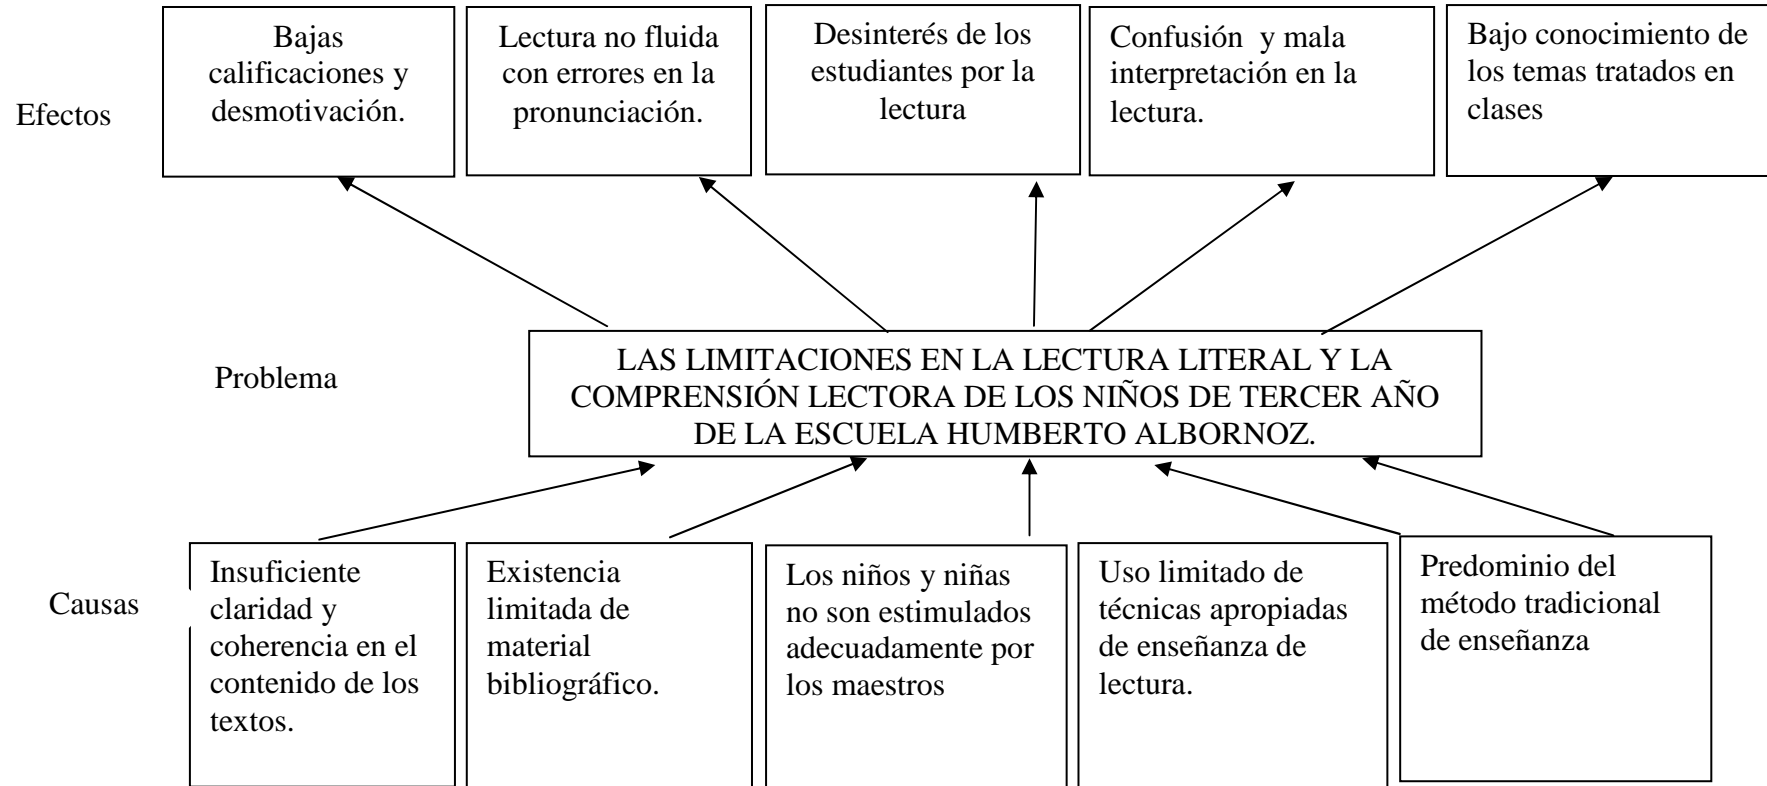 Efectos
Bajas
calificaciones y
desmotivación.
Lectura no fluida
con errores en la
pronunciación.
Desinterés de los
estudiantes por la
lectura
Confusión  y mala
interpretación en la
lectura.
Bajo conocimiento de
los temas tratados en
clases
Problema
LAS LIMITACIONES EN LA LECTURA LITERAL Y LA
COMPRENSIÓN LECTORA DE LOS NIÑOS DE TERCER AÑO
DE LA ESCUELA HUMBERTO ALBORNOZ.
Causas
Insuficiente
claridad y
coherencia en el
contenido de los
textos.
Existencia
limitada de
material
bibliográfico.
Los niños y niñas
no son estimulados
adecuadamente por
los maestros
Uso limitado de
técnicas apropiadas
de enseñanza de
lectura.
Predominio del
método tradicional
de enseñanza